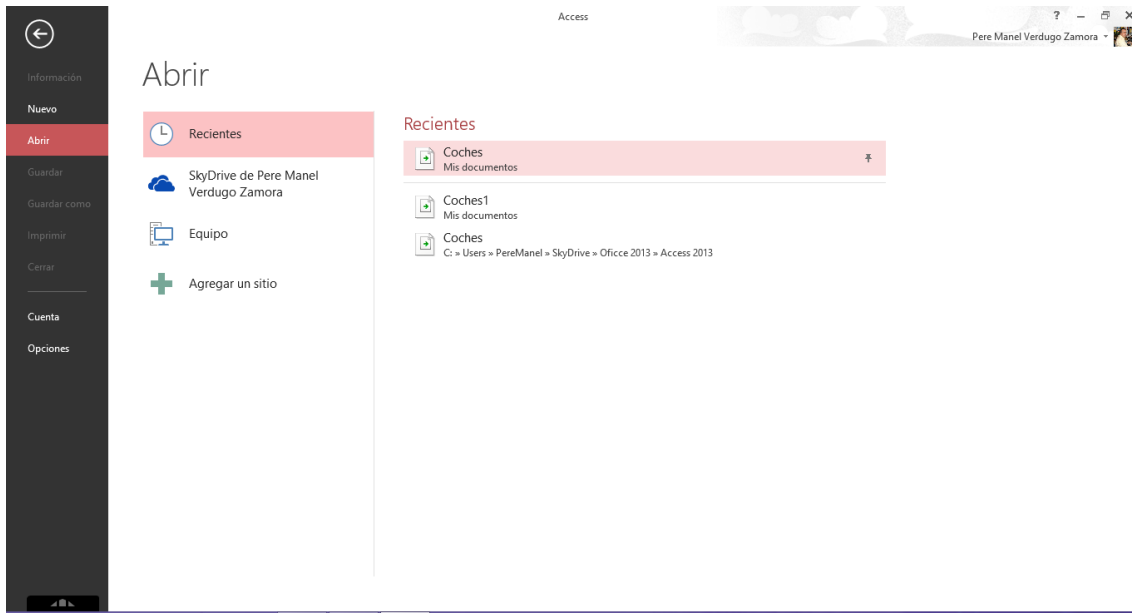 Access
?
Pere Manel Verdugo Zamora
Información
Nuevo
Abrir
Guardar
Guardar como
Imprimir
Cerrar
Cuenta
Opciones
Abrir
Recientes
SkyDrive de Pere Manel
Verdugo Zamora
Equipo
Agregar un sitio
Recientes
Coches
Mis documentos
Coches1
Mis documentos
Coches
C: » Users » PereManel » SkyDrive » Oficce 2013 » Access 2013